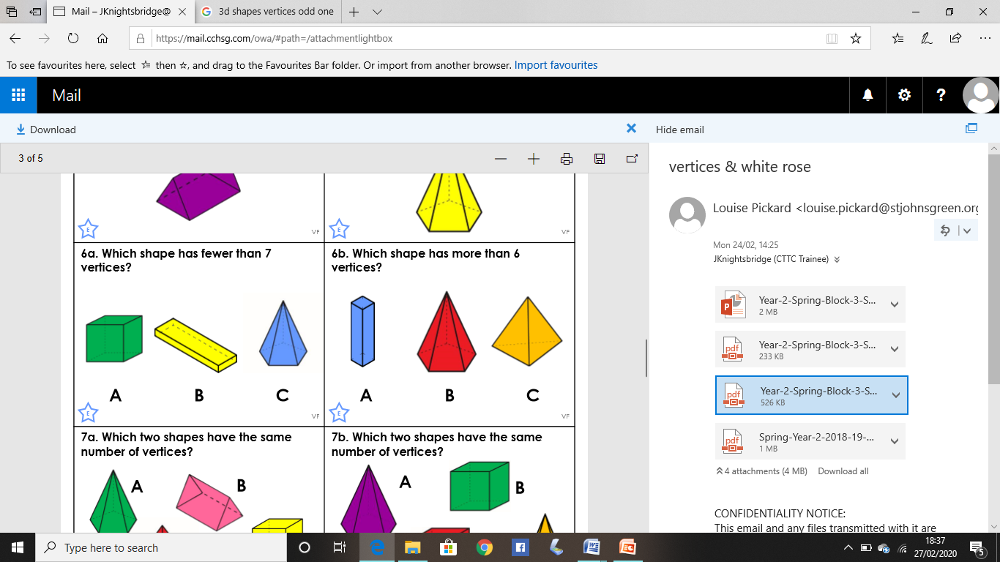 Mail – JKnightsbridge@
3d shapes vertices odd one
https://mail.cchsg.com/owa/#path=/attachmentlightbox
To see favourites here, select then ☆, and drag to the Favourites Bar folder. Or import from another browser. Import favourites
Mail
?
Download
Hide email
3 of 5
vertices & white rose
Louise Pickard <louise.pickard@stjohnsgreen.org
Mon 24/02, 14:25
JKnightsbridge (CTTC Trainee)
E
VF
E
VF
6a. Which shape has fewer than 7
vertices?
A
B
C
E
VF
6b. Which shape has more than 6
vertices?
A
B
C
E
VF
7a. Which two shapes have the same
number of vertices?
A
B
7b. Which two shapes have the same
number of vertices?
A
B
P
Year-2-Spring-Block-3-S...
2 MB
pdf
Year-2-Spring-Block-3-S...
233 KB
pdf
Year-2-Spring-Block-3-S...
526 KB
pdf
Spring-Year-2-2018-19-...
1 MB
4 attachments (4 MB) Download all
CONFIDENTIALITY NOTICE:
This email and any files transmitted with it are
Type here to search
18:37
27/02/2020
5